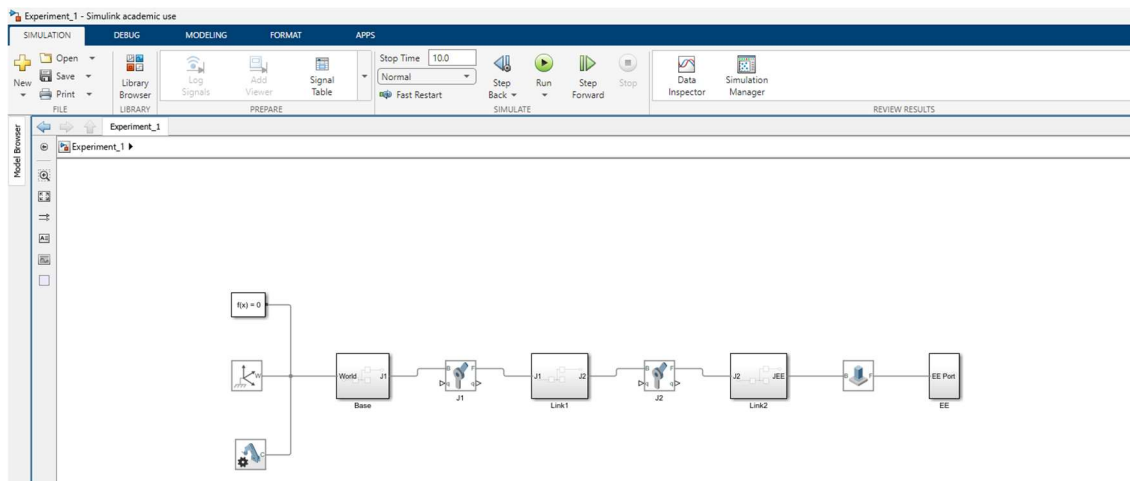 Experiment_1 - Simulink academic use
SIMULATION DEBUG MODELING FORMAT APPS
New
Open
Save
Print
FILE
Library
Browser
LIBRARY
Log
Signals
Add
Viewer
Signal
Table
PREPARE
Stop Time 10.0
Normal
Fast Restart
Step
Back
Run
Step
Forward
Stop
SIMULATE
Data
Inspector
Simulation
Manager
REVIEW RESULTS
Model Browser
Experiment_1
Experiment_1
f(x) = 0
W
C
World J1
Base
B F
q q
J1
J1 J2
Link1
B F
q q
J2
J2 JEE
Link2
B F
EE Port
EE